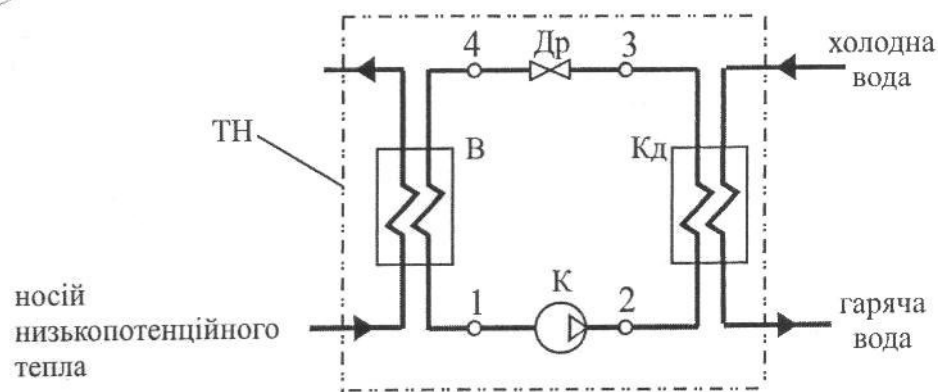 4
Др
3
холодна
вода
ТН
В
Кд
носій
низькопотенційного
тепла
1
К
2
гаряча
вода